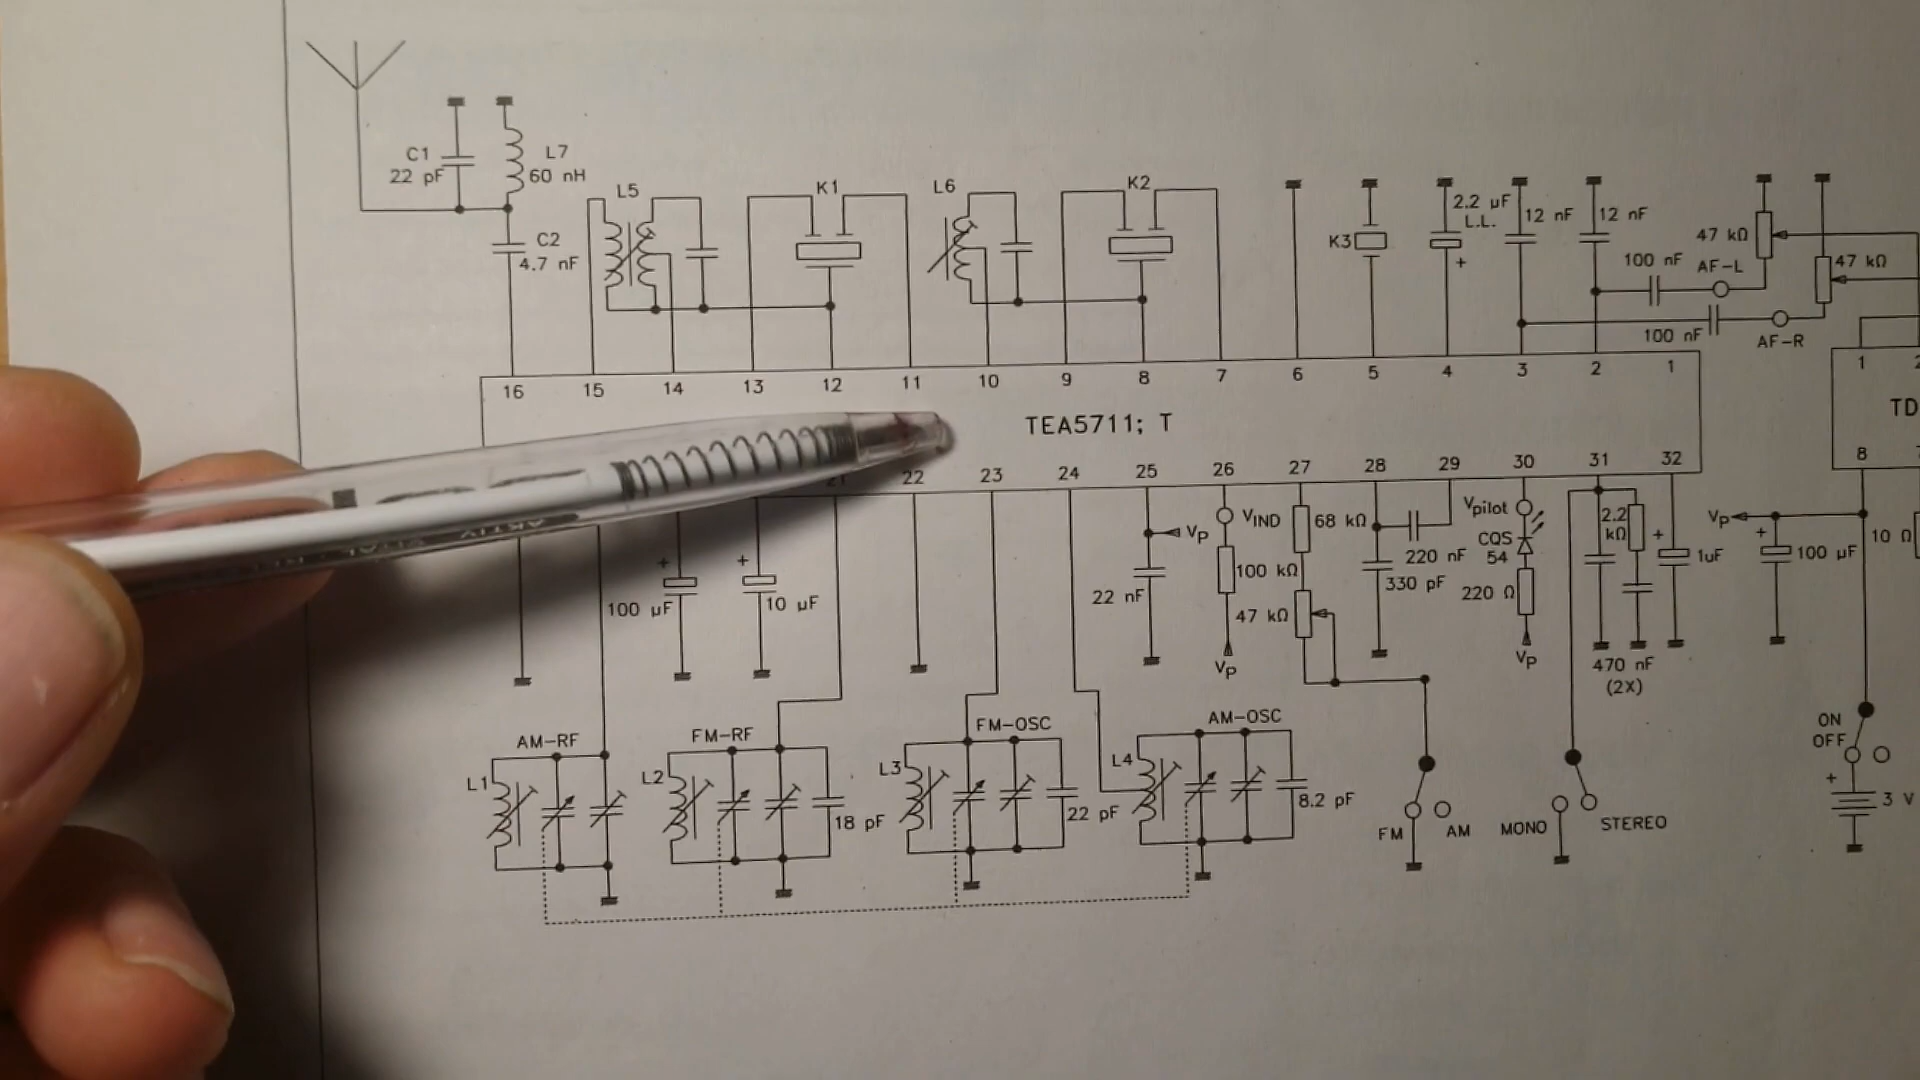 C1
22 pF
L7
60 nH
C2
4.7 nF
L5
K1
L6
K2
K3
2.2 µF
L.L.
+
12 nF
12 nF
100 nF
AF-L
47 kΩ
47 kΩ
100 nF
AF-R
16 15 14 13 12 11 10 9 8 7 6 5 4 3 2 1
TEA5711; T
21 22 23 24 25 26 27 28 29 30 31 32
1
TD
8
+
100 µF
+
10 µF
VP
22 nF
VIND
100 kΩ
VP
68 kΩ
47 kΩ
220 nF
330 pF
Vpilot
CQS
54
220 Ω
VP
2.2
kΩ
+
1uF
470 nF
(2X)
VP
+
100 µF
10 Ω
AM-RF
L1
FM-RF
L2
18 pF
FM-OSC
L3
22 pF
AM-OSC
L4
8.2 pF
FM
AM
MONO
STEREO
ON
OFF
+
3 V